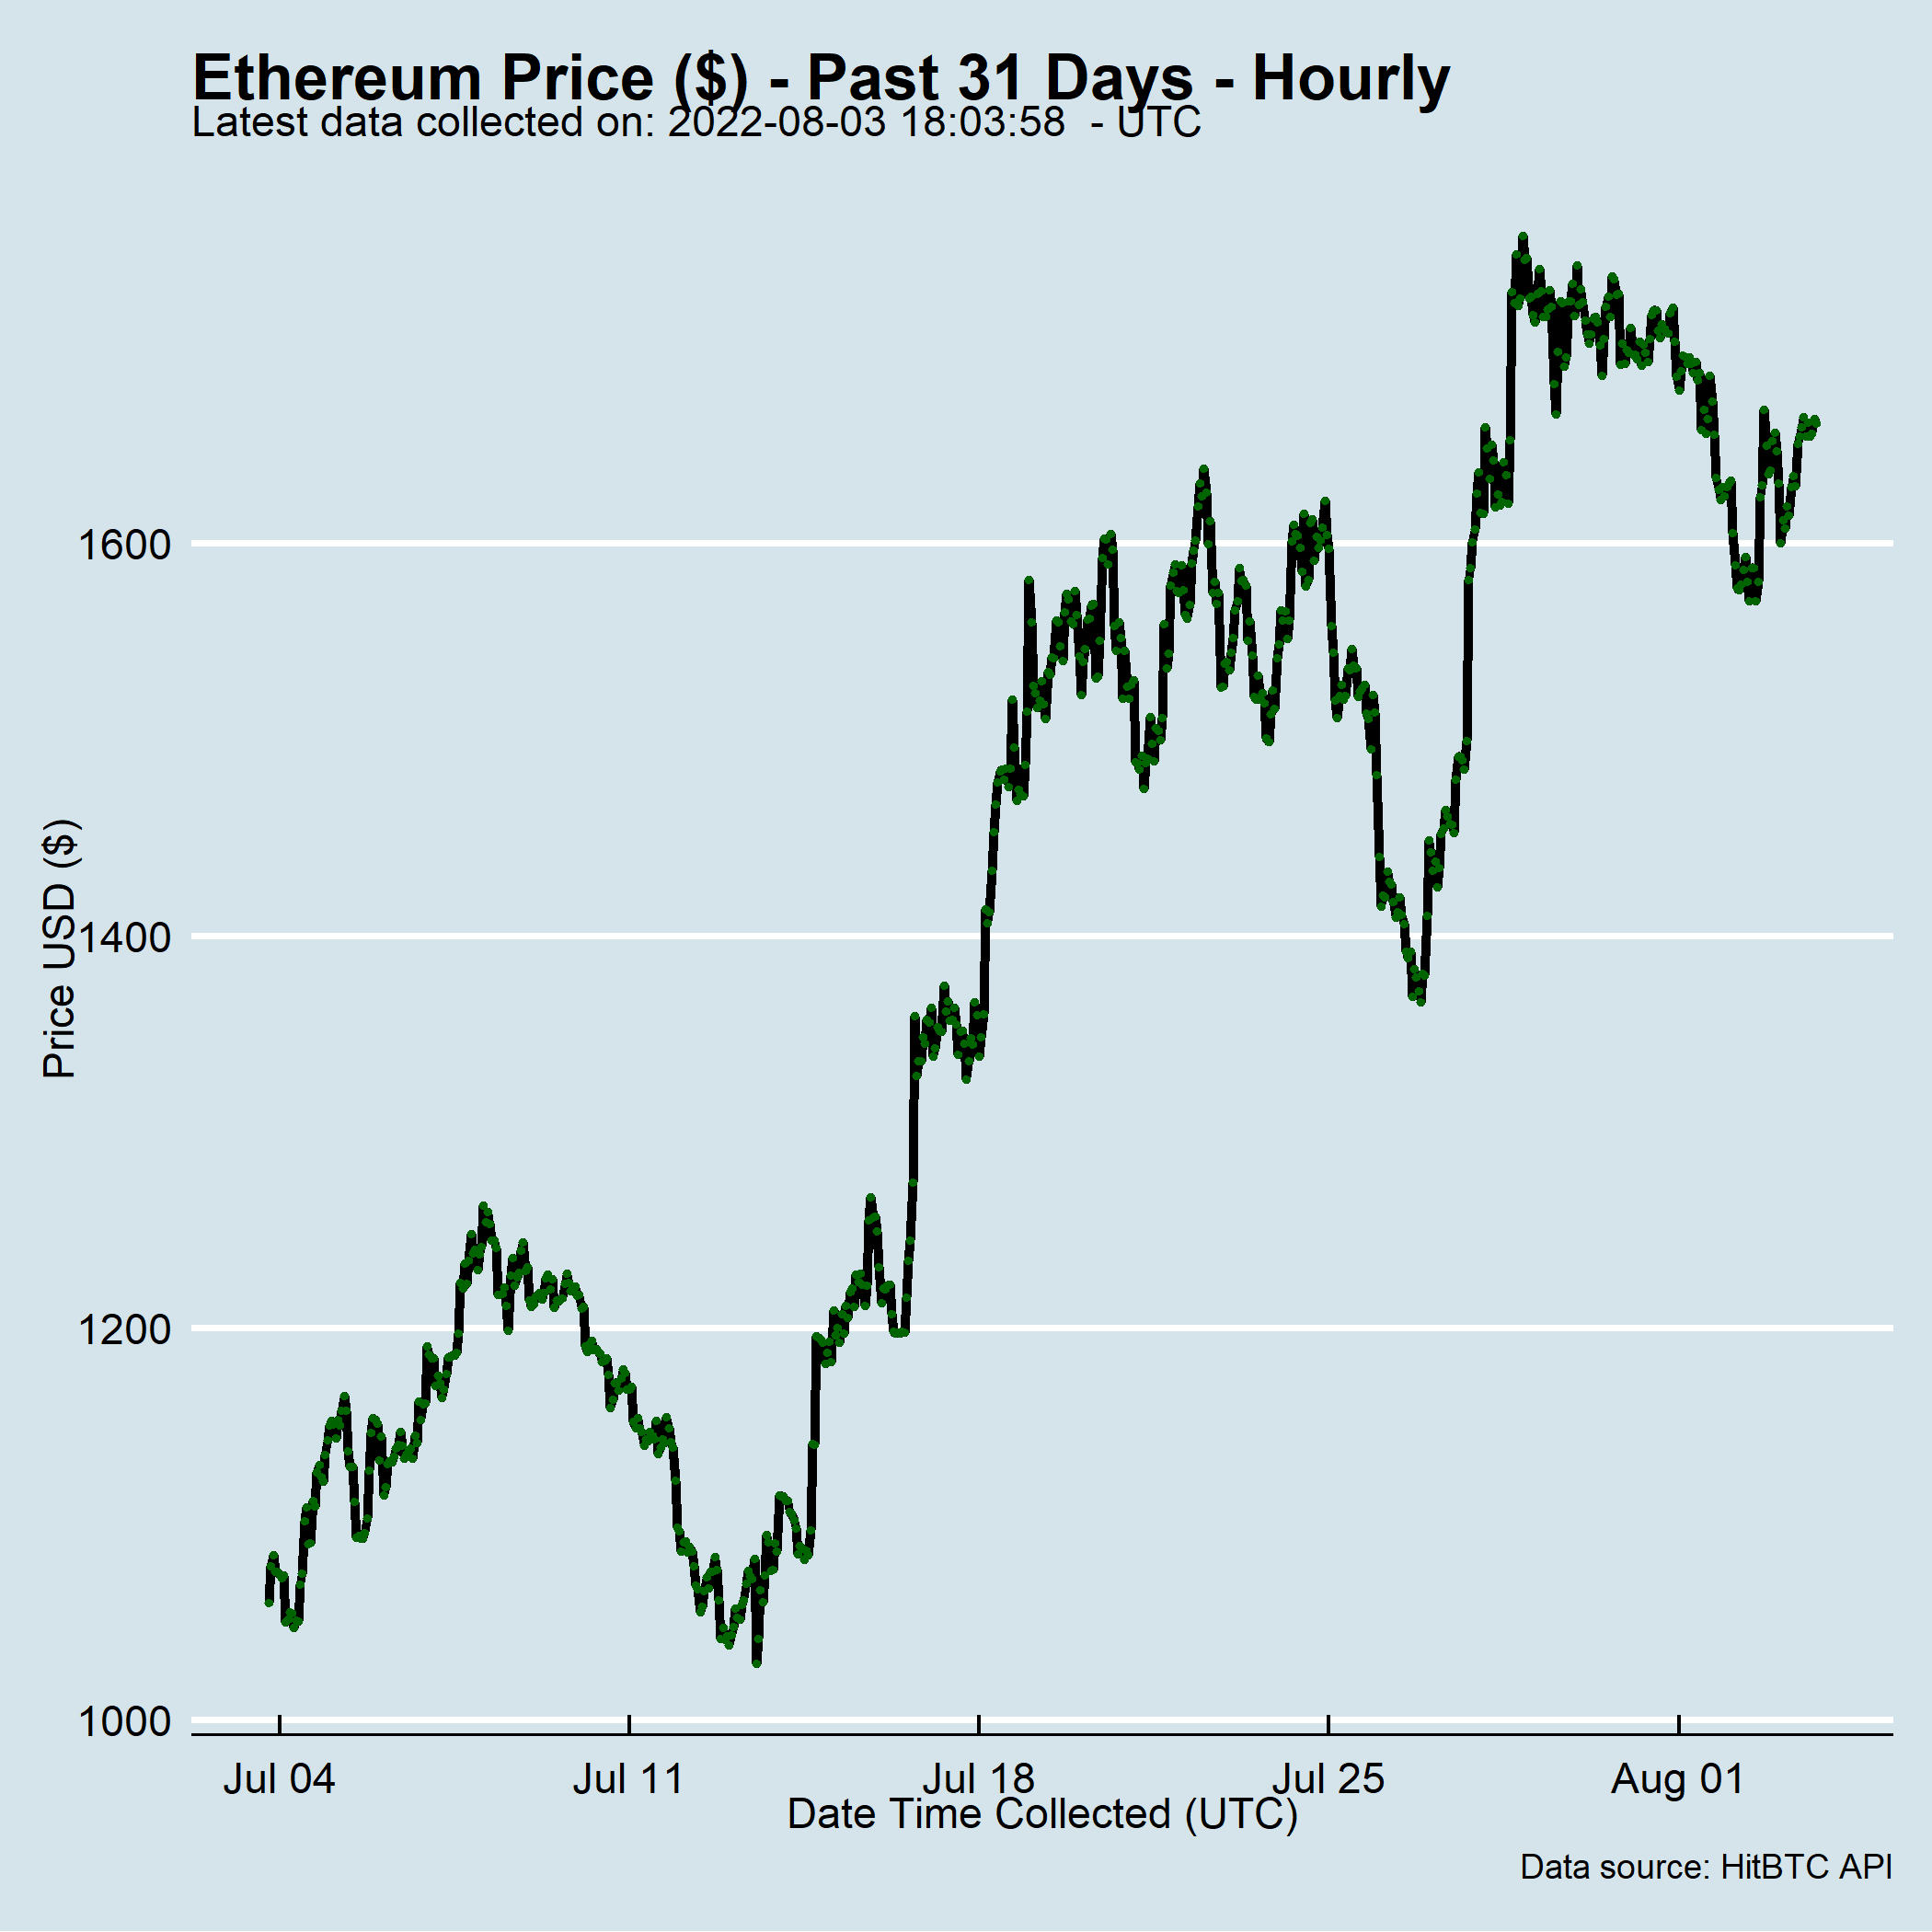 Ethereum Price ($) - Past 31 Days - Hourly
Latest data collected on: 2022-08-03 18:03:58  - UTC
1600
1400
1200
1000
Price USD ($)
Jul 04
Jul 11
Jul 18
Jul 25
Aug 01
Date Time Collected (UTC)
Data source: HitBTC API